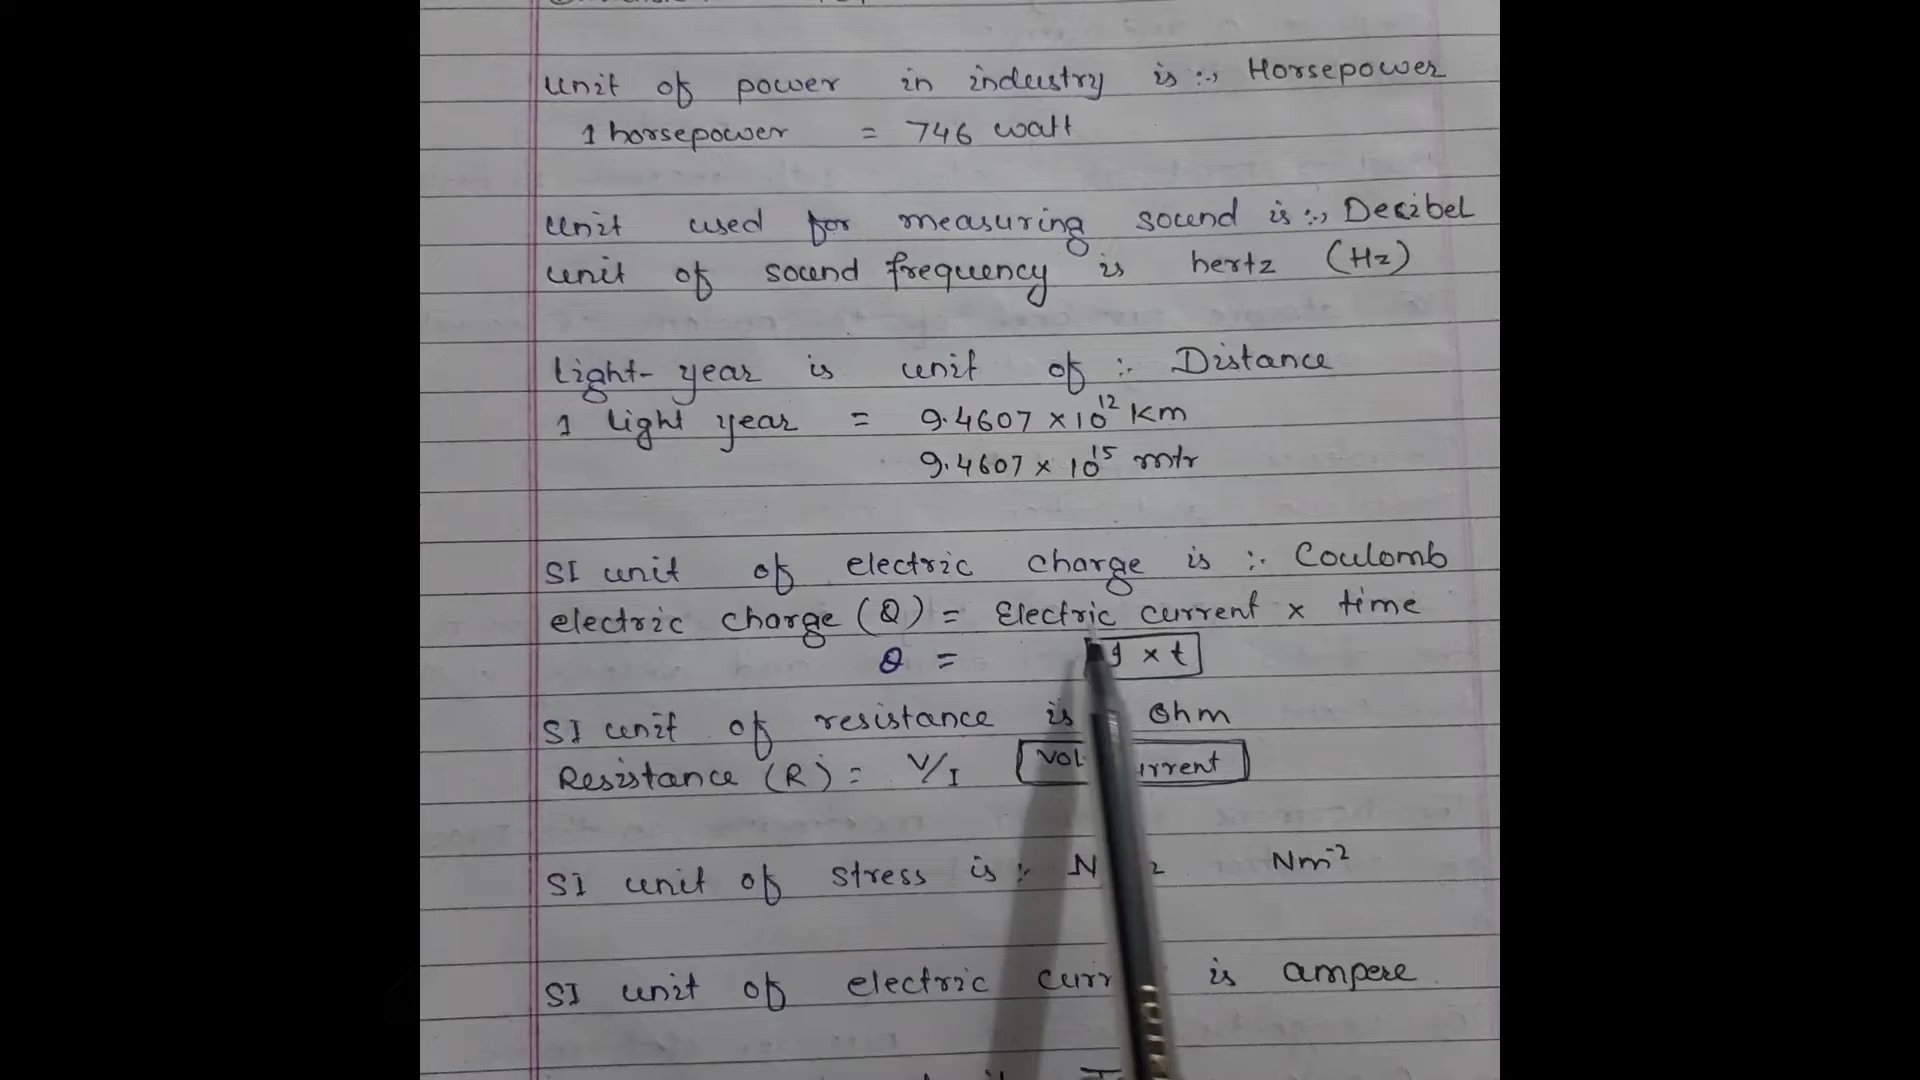 Unit of power in industry is :-, Horsepower
1 horsepower = 746 watt
Unit used for measuring sound is :-, Decibel
unit of sound frequency is hertz (Hz)
Light-year is unit of :- Distance
1 light year = 9.4607 × 10¹² Km
9.4607 × 10¹⁵ mtr
SI unit of electric charge is :- Coulomb
electric charge (Q) = Electric current × time
Q = I × t
SI unit of resistance is Ohm
Resistance (R) = V/I
SI unit of stress is :- N Nm⁻²
SI unit of electric is ampere